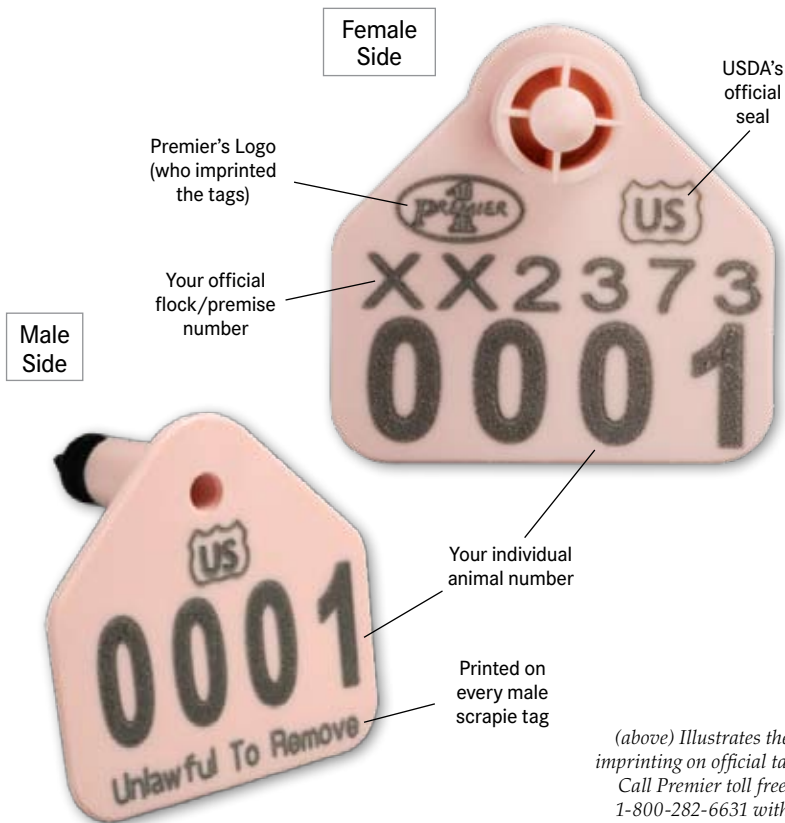 Female
Side
USDA's
official
seal
Premier's Logo
(who imprinted
the tags)
PREMIER
1
US
Your official
flock/premise
number
XX2373
0001
Male
Side
US
0001
Unlawful To Remove
Your individual
animal number
Printed on
every male
scrapie tag
(above) Illustrates the
imprinting on official ta
Call Premier toll free
1-800-282-6631 with